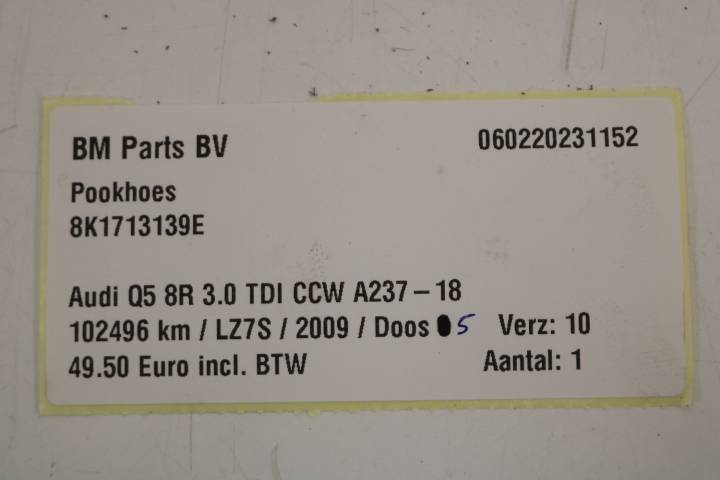 BM Parts BV 060220231152
Pookhoes
8K1713139E
Audi Q5 8R 3.0 TDI CCW A237-18
102496 km / LZ7S / 2009 / Doos 5 Verz: 10
49.50 Euro incl. BTW Aantal: 1